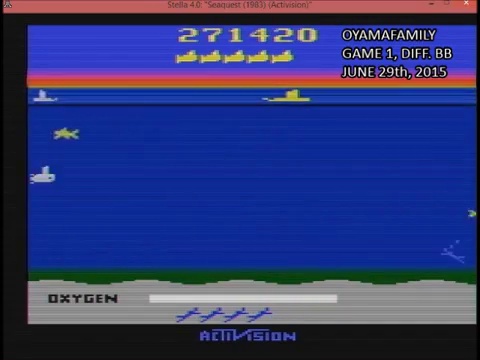 Stella 4.0: "Seaquest (1983) (Activision)"
271420
OYAMAFAMILY
GAME 1, DIFF. BB
JUNE 29th, 2015
OXYGEN
ACTIVISION